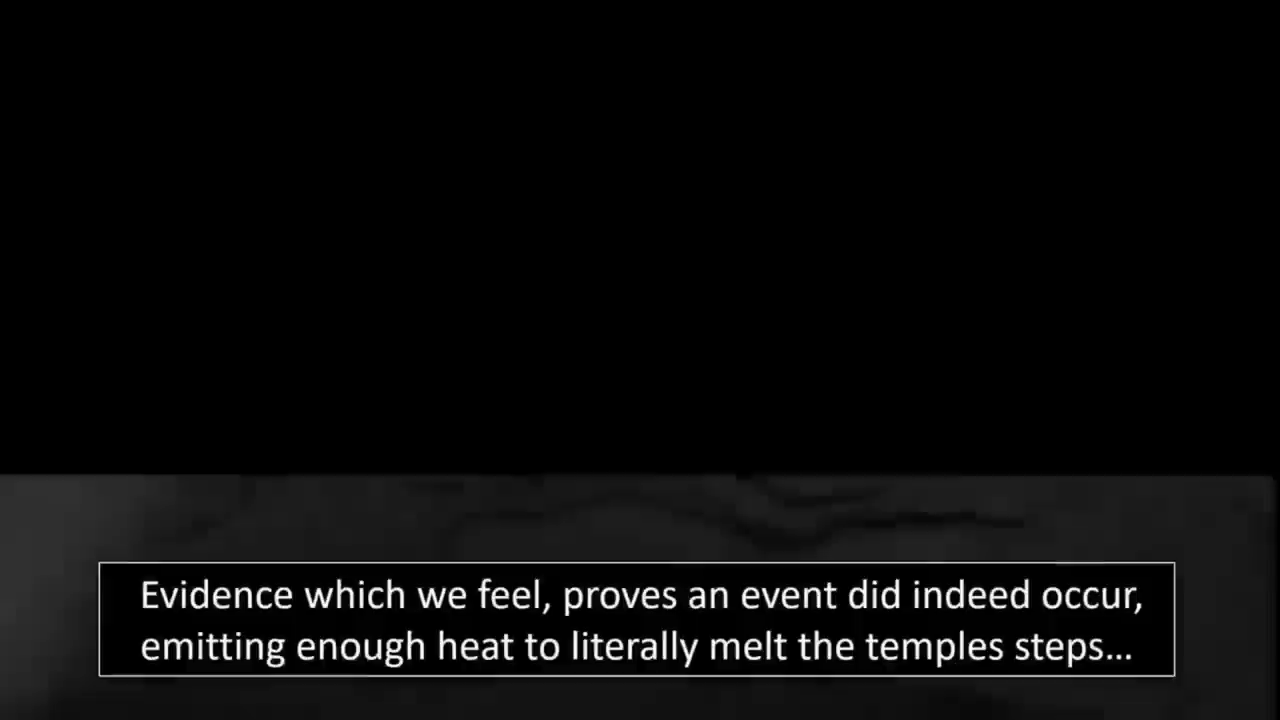 Evidence which we feel, proves an event did indeed occur,
emitting enough heat to literally melt the temples steps...